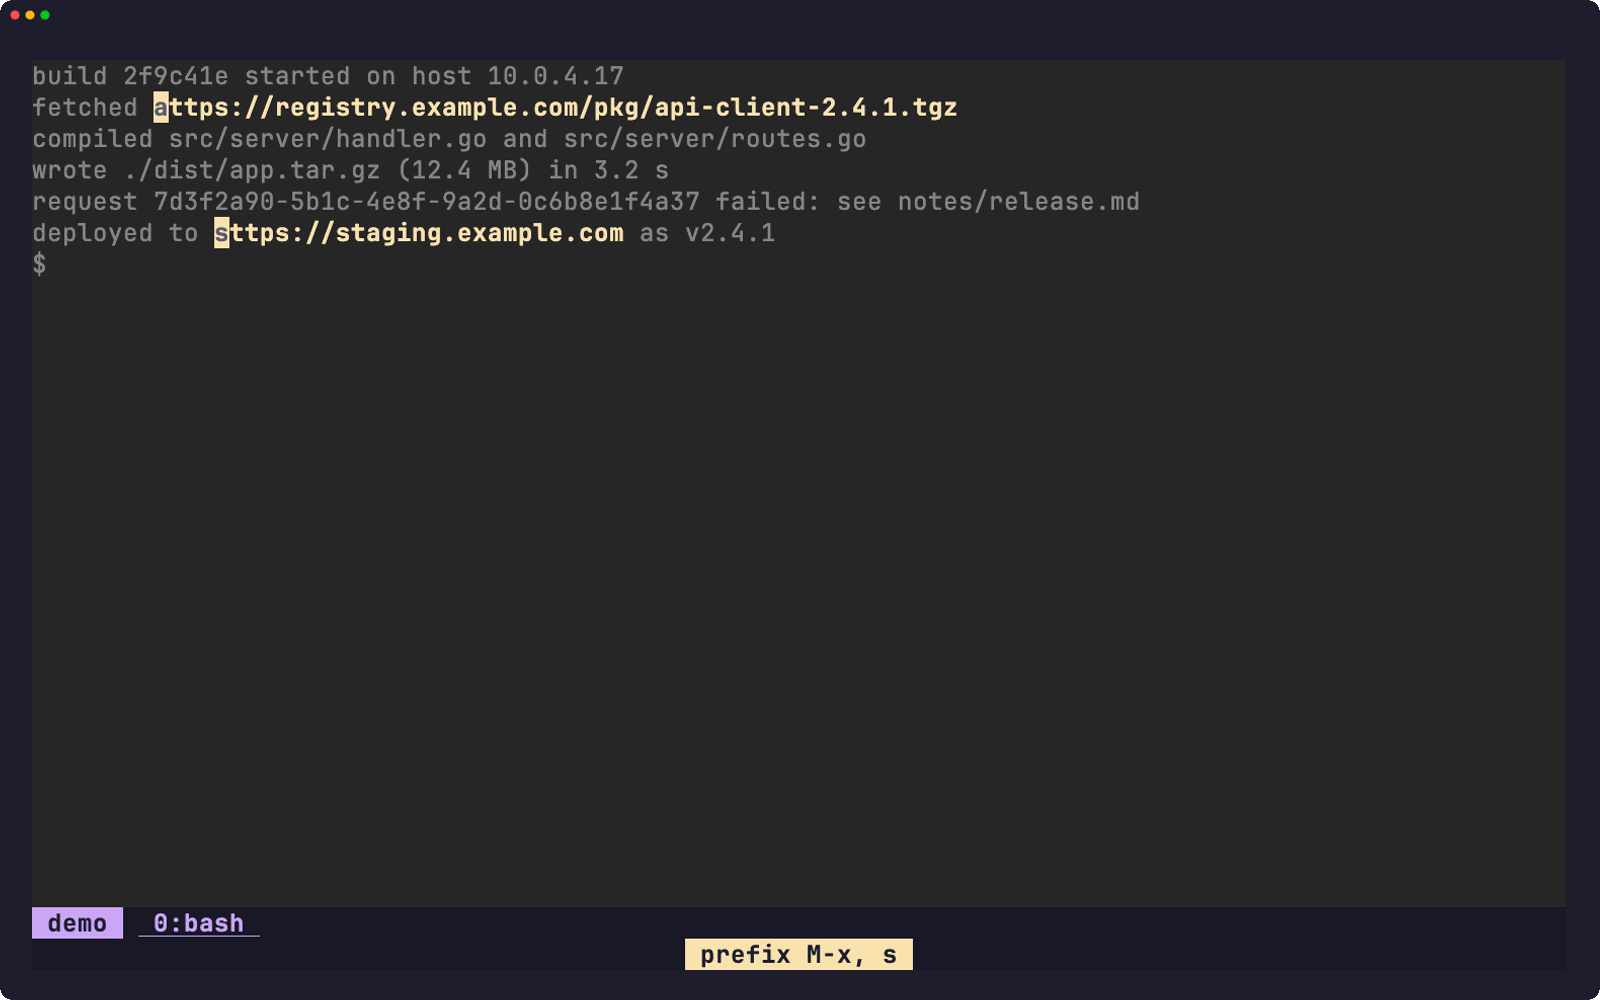 build 2f9c41e started on host 10.0.4.17
fetched attps://registry.example.com/pkg/api-client-2.4.1.tgz
compiled src/server/handler.go and src/server/routes.go
wrote ./dist/app.tar.gz (12.4 MB) in 3.2 s
request 7d3f2a90-5b1c-4e8f-9a2d-0c6b8e1f4a37 failed: see notes/release.md
deployed to sttps://staging.example.com as v2.4.1
$
demo 0:bash
prefix M-x, s